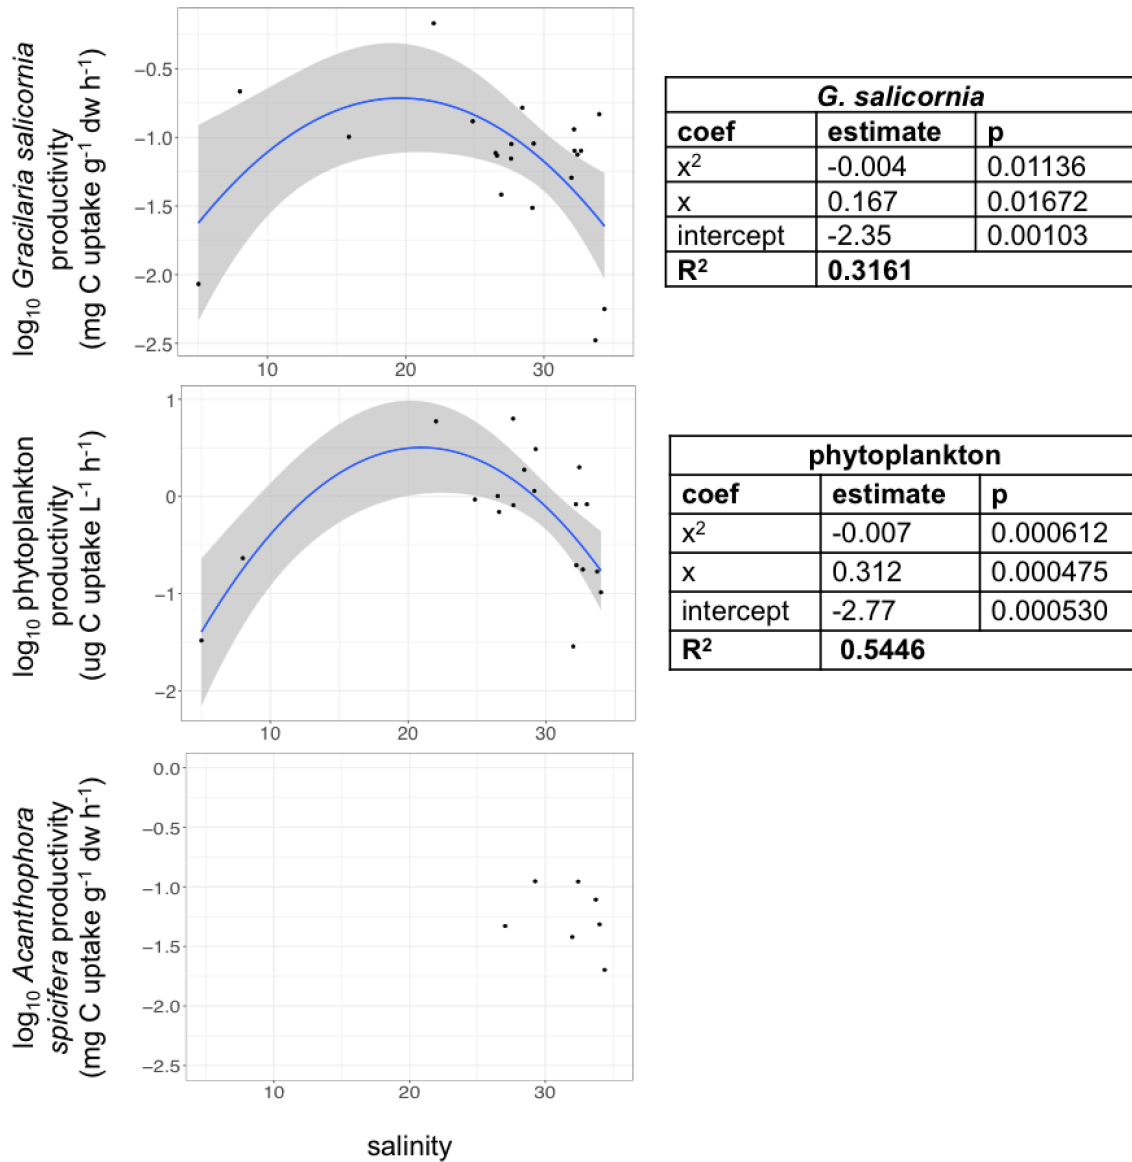 log₁₀ Gracilaria salicornia
productivity
(mg C uptake g⁻¹ dw h⁻¹)
−0.5
−1.0
−1.5
−2.0
−2.5
10 20 30
G. salicornia
coef estimate p
x² -0.004 0.01136
x 0.167 0.01672
intercept -2.35 0.00103
R² 0.3161
log₁₀ phytoplankton
productivity
(ug C uptake L⁻¹ h⁻¹)
1
0
−1
−2
10 20 30
phytoplankton
coef estimate p
x² -0.007 0.000612
x 0.312 0.000475
intercept -2.77 0.000530
R² 0.5446
log₁₀ Acanthophora
spicifera productivity
(mg C uptake g⁻¹ dw h⁻¹)
0.0
−0.5
−1.0
−1.5
−2.0
−2.5
10 20 30
salinity